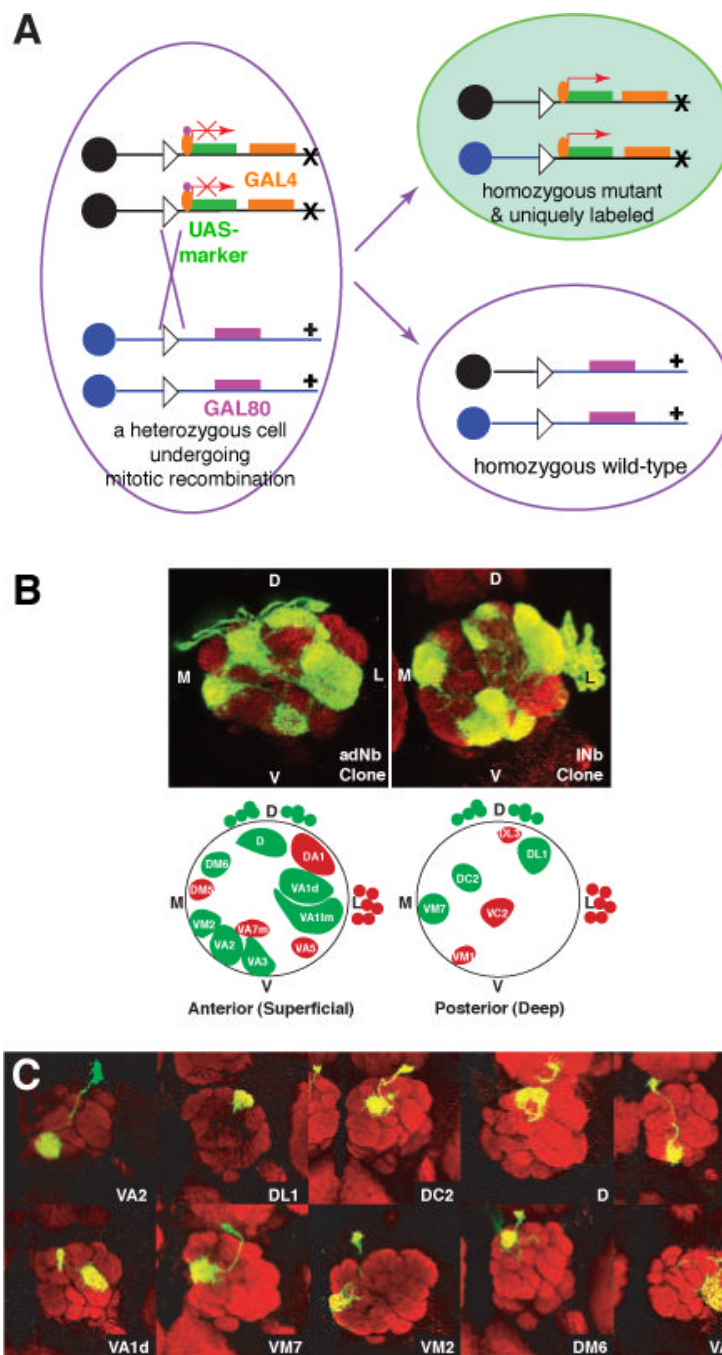 A
GAL4
UAS-
marker
GAL80
a heterozygous cell
undergoing
mitotic recombination
X
X
+
+
X
X
homozygous mutant
& uniquely labeled
+
+
homozygous wild-type
B
D
M
L
V
adNb
Clone
D
M
L
V
lNb
Clone
D
D
DA1
DM6
VA1d
DM5
M
L
VA1lm
VM2
VA7m
VA2
VA3
VA5
V
Anterior (Superficial)
D
DL3
DL1
DC2
M
VM7
VC2
L
VM1
V
Posterior (Deep)
C
VA2
DL1
DC2
D
VA1d
VM7
VM2
DM6